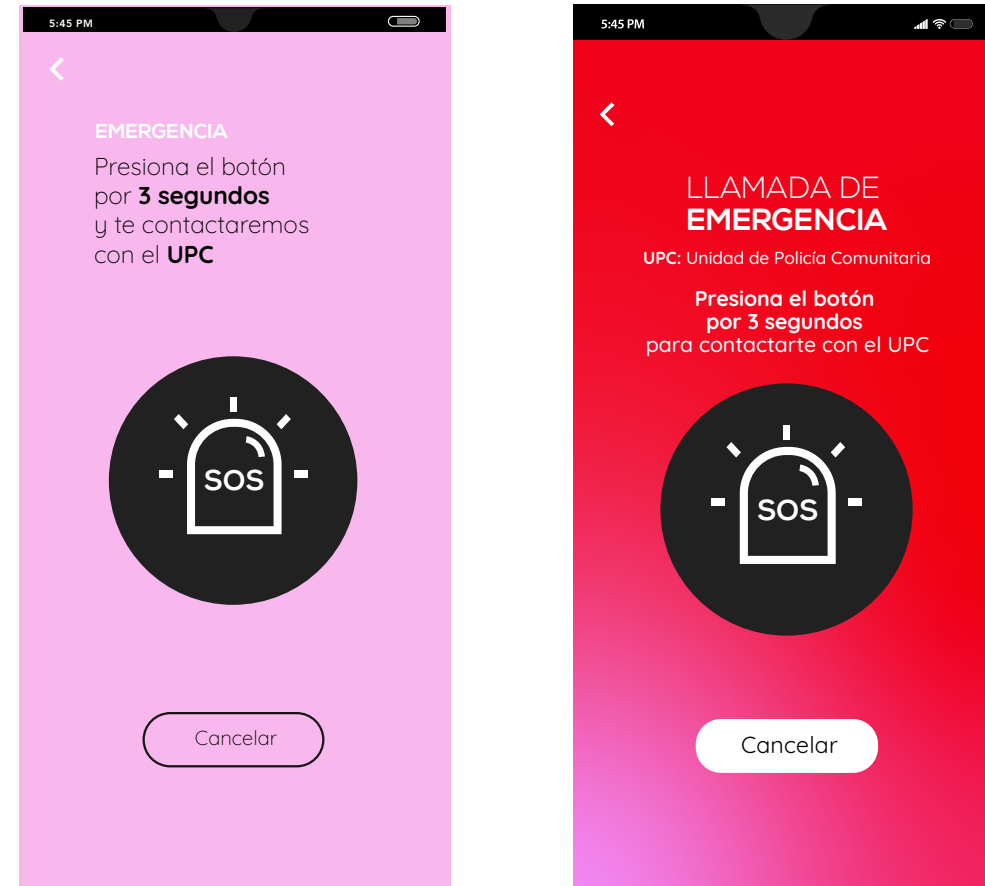 5:45 PM
EMERGENCIA
Presiona el botón
por 3 segundos
y te contactaremos
con el UPC
SOS
Cancelar
5:45 PM
LLAMADA DE
EMERGENCIA
UPC: Unidad de Policía Comunitaria
Presiona el botón
por 3 segundos
para contactarte con el UPC
SOS
Cancelar